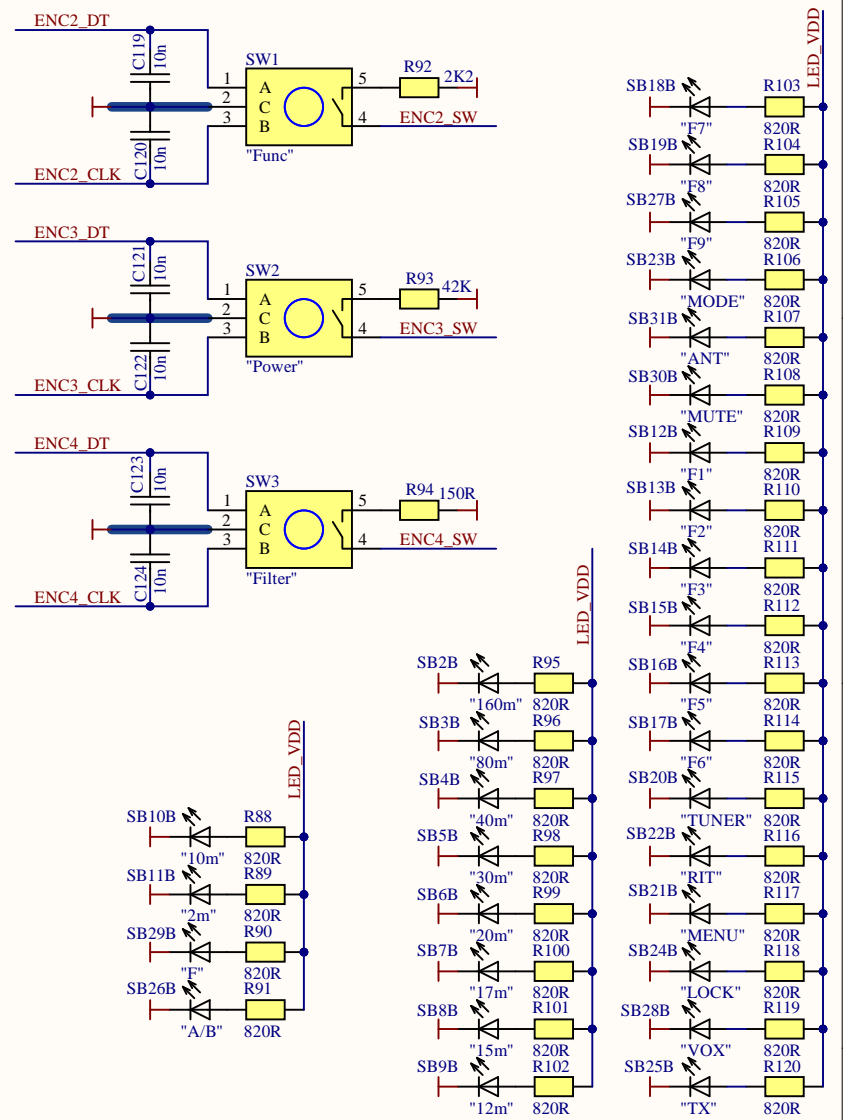 ENC2_DT
C119
10n
SW1
1
A
2
C
3
B
5
4
R92
2K2
ENC2_SW
C120
10n
"Func"
ENC2_CLK
ENC3_DT
C121
10n
SW2
1
A
2
C
3
B
5
4
R93
42K
ENC3_SW
C122
10n
"Power"
ENC3_CLK
ENC4_DT
C123
10n
SW3
1
A
2
C
3
B
5
4
R94
150R
ENC4_SW
C124
10n
"Filter"
ENC4_CLK
LED_VDD
SB10B
R88
"10m"
820R
SB11B
R89
"2m"
820R
SB29B
R90
"F"
820R
SB26B
R91
"A/B"
820R
LED_VDD
SB2B
R95
"160m"
820R
SB3B
R96
"80m"
820R
SB4B
R97
"40m"
820R
SB5B
R98
"30m"
820R
SB6B
R99
"20m"
820R
SB7B
R100
"17m"
820R
SB8B
R101
"15m"
820R
SB9B
R102
"12m"
820R
LED_VDD
SB18B
R103
"F7"
820R
SB19B
R104
"F8"
820R
SB27B
R105
"F9"
820R
SB23B
R106
"MODE"
820R
SB31B
R107
"ANT"
820R
SB30B
R108
"MUTE"
820R
SB12B
R109
"F1"
820R
SB13B
R110
"F2"
820R
SB14B
R111
"F3"
820R
SB15B
R112
"F4"
820R
SB16B
R113
"F5"
820R
SB17B
R114
"F6"
820R
SB20B
R115
"TUNER"
820R
SB22B
R116
"RIT"
820R
SB21B
R117
"MENU"
820R
SB24B
R118
"LOCK"
820R
SB28B
R119
"VOX"
820R
SB25B
R120
"TX"
820R